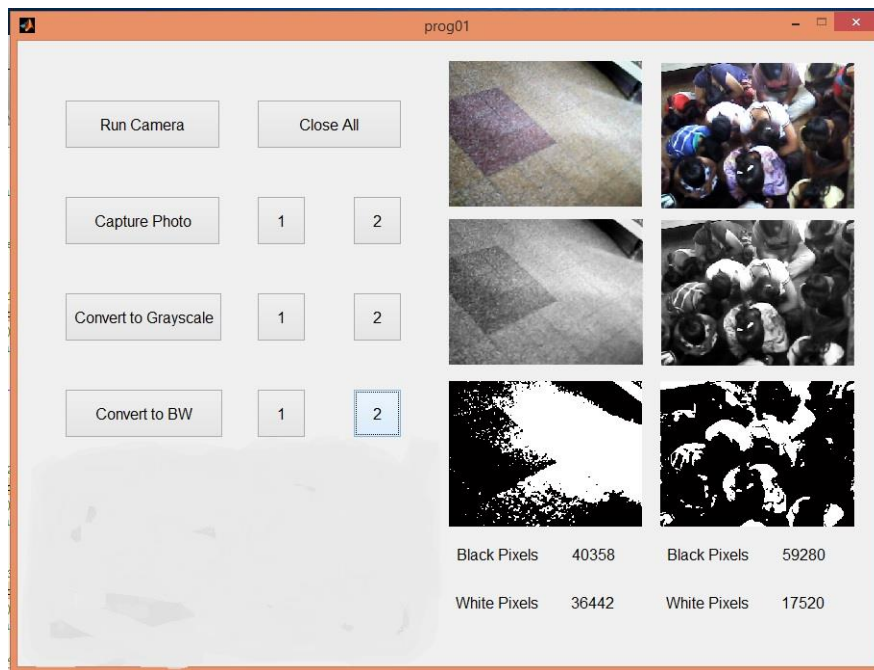 prog01
Run Camera Close All
Capture Photo 1 2
Convert to Grayscale 1 2
Convert to BW 1 2
Black Pixels 40358 Black Pixels 59280
White Pixels 36442 White Pixels 17520